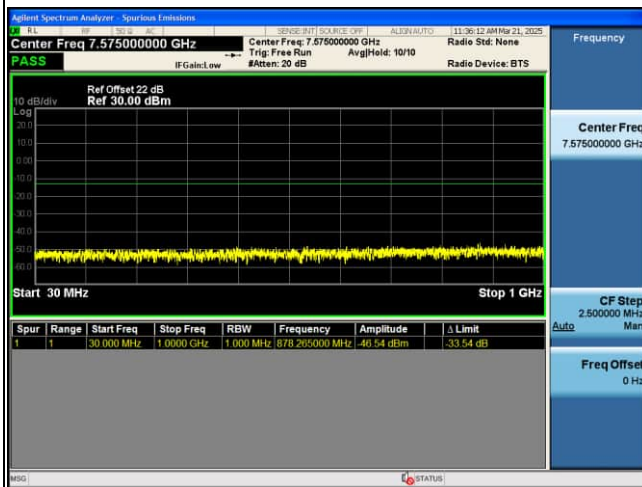 Agilent Spectrum Analyzer - Spurious Emissions
RL RF 50 Ω AC SENSE:INT SOURCE OFF ALIGN AUTO 11:36:12 AM Mar 21, 2025
Center Freq 7.575000000 GHz Center Freq: 7.575000000 GHz Radio Std: None
Trig: Free Run Avg|Hold: 10/10
PASS IFGain:Low #Atten: 20 dB Radio Device: BTS
Ref Offset 22 dB
10 dB/div Ref 30.00 dBm
Log
20.0
10.0
0.00
-10.0
-20.0
-30.0
-40.0
-50.0
-60.0
Start 30 MHz Stop 1 GHz
Spur Range Start Freq Stop Freq RBW Frequency Amplitude Δ Limit
1 1 30.000 MHz 1.0000 GHz 1.000 MHz 878.265000 MHz -46.54 dBm -33.54 dB
MSG STATUS
Frequency
Center Freq
7.575000000 GHz
CF Step
2.500000 MHz
Auto Man
Freq Offset
0 Hz